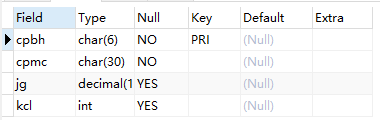 Field Type Null Key Default Extra
cpbh char(6) NO PRI (Null)
cpmc char(30) NO (Null)
jg decimal(1 YES (Null)
kcl int YES (Null)